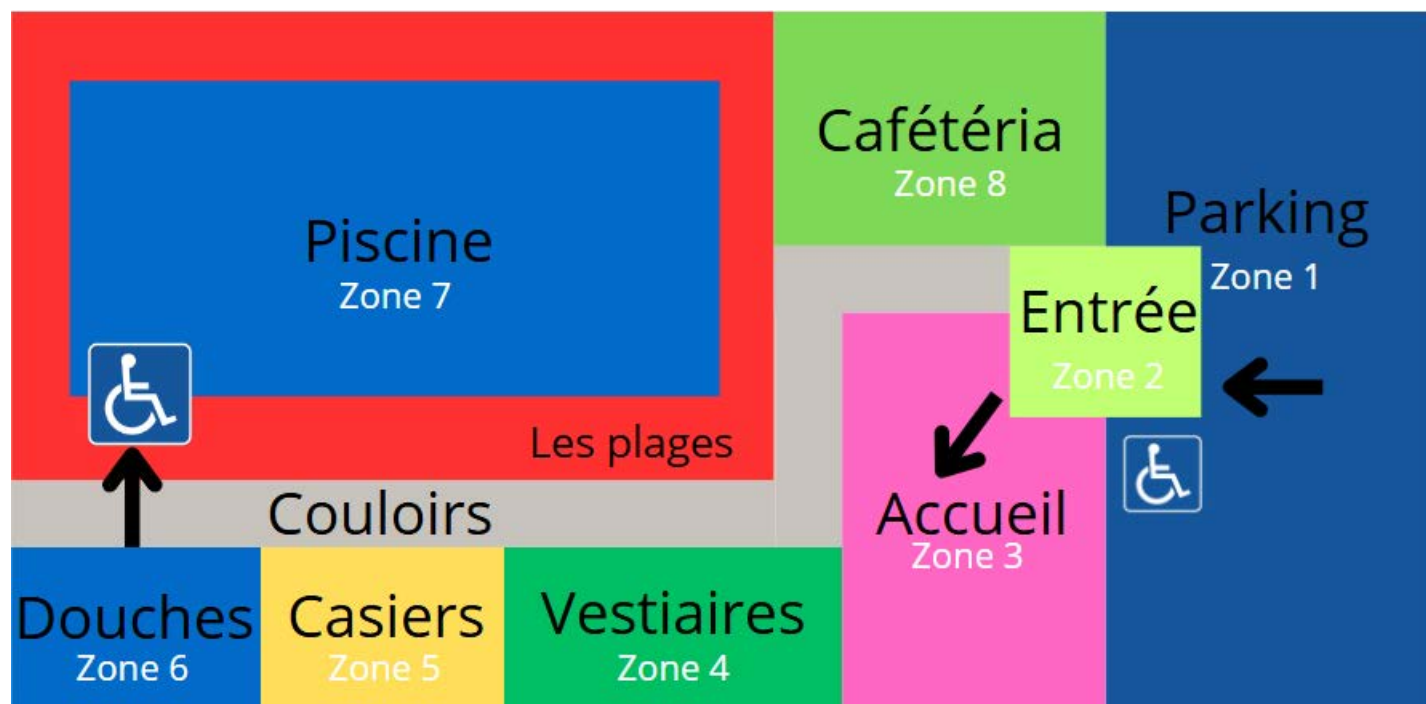 Piscine
Zone 7
Les plages
Cafétéria
Zone 8
Parking
Zone 1
Entrée
Zone 2
Accueil
Zone 3
Couloirs
Douches
Zone 6
Casiers
Zone 5
Vestiaires
Zone 4